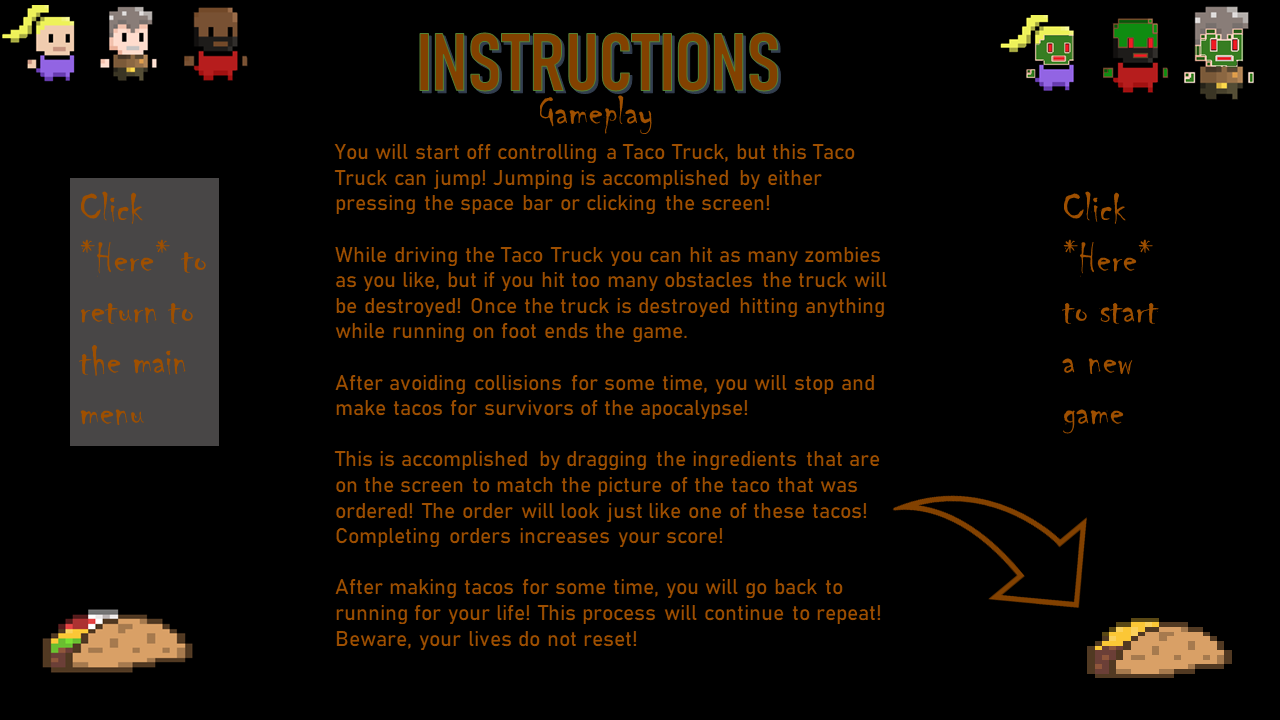 INSTRUCTIONS
Gameplay
You will start off controlling a Taco Truck, but this Taco
Truck can jump! Jumping is accomplished by either
pressing the space bar or clicking the screen!
While driving the Taco Truck you can hit as many zombies
as you like, but if you hit too many obstacles the truck will
be destroyed! Once the truck is destroyed hitting anything
while running on foot ends the game.
After avoiding collisions for some time, you will stop and
make tacos for survivors of the apocalypse!
This is accomplished by dragging the ingredients that are
on the screen to match the picture of the taco that was
ordered! The order will look just like one of these tacos!
Completing orders increases your score!
After making tacos for some time, you will go back to
running for your life! This process will continue to repeat!
Beware, your lives do not reset!
Click
*Here* to
return to
the main
menu
Click
*Here*
to start
a new
game